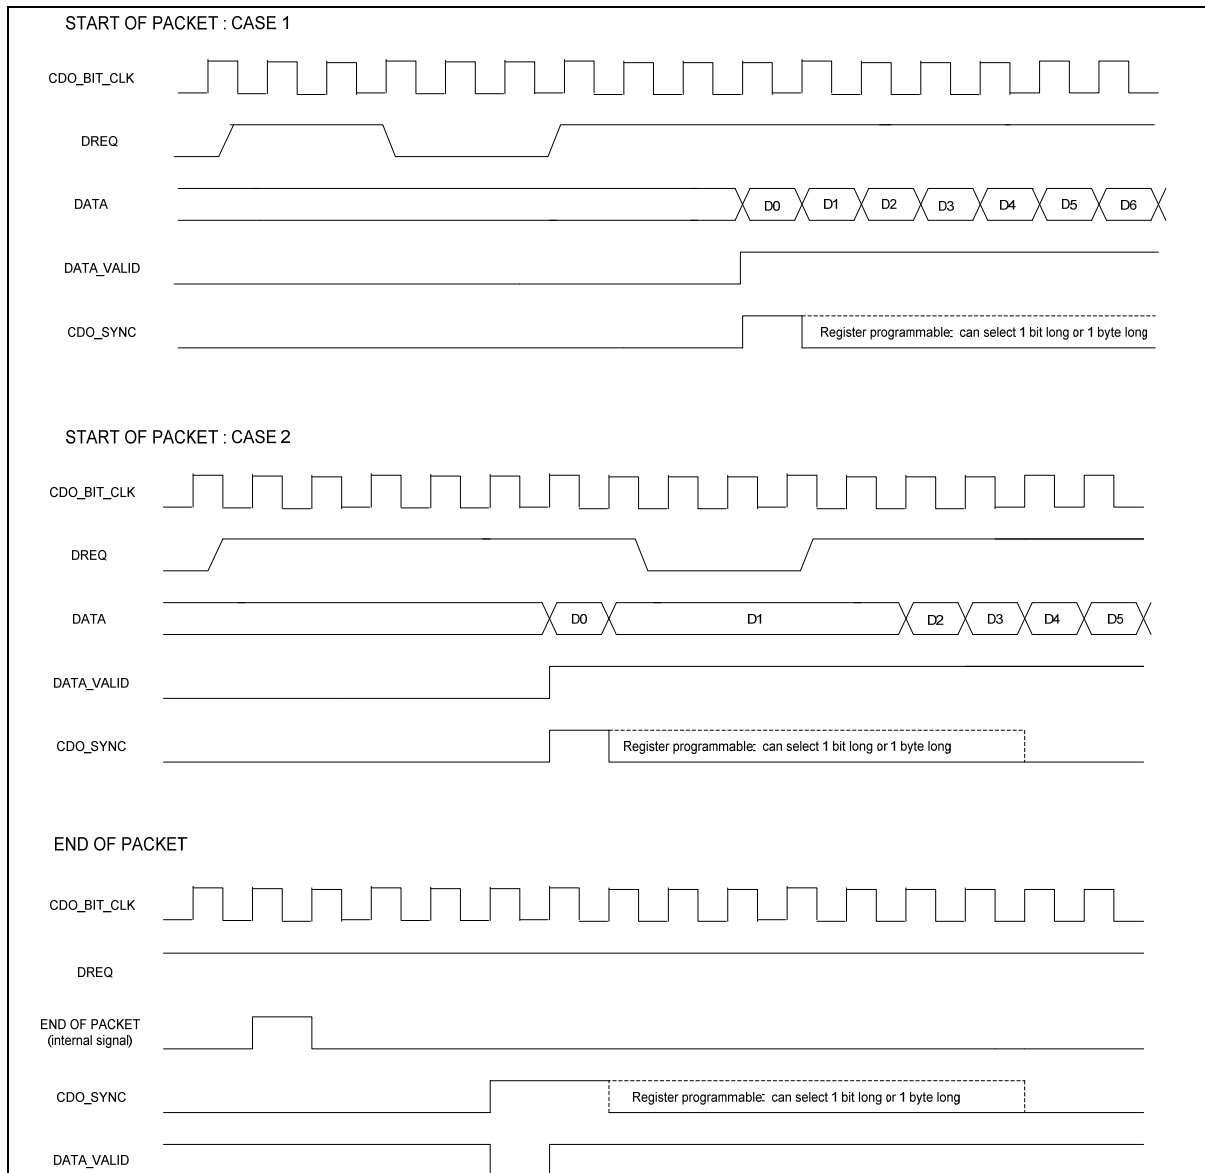 START OF PACKET : CASE 1
CDO_BIT_CLK
DREQ
DATA
D0 D1 D2 D3 D4 D5 D6
DATA_VALID
CDO_SYNC
Register programmable: can select 1 bit long or 1 byte long
START OF PACKET : CASE 2
CDO_BIT_CLK
DREQ
DATA
D0 D1 D2 D3 D4 D5
DATA_VALID
CDO_SYNC
Register programmable: can select 1 bit long or 1 byte long
END OF PACKET
CDO_BIT_CLK
DREQ
END OF PACKET
(internal signal)
CDO_SYNC
Register programmable: can select 1 bit long or 1 byte long
DATA_VALID